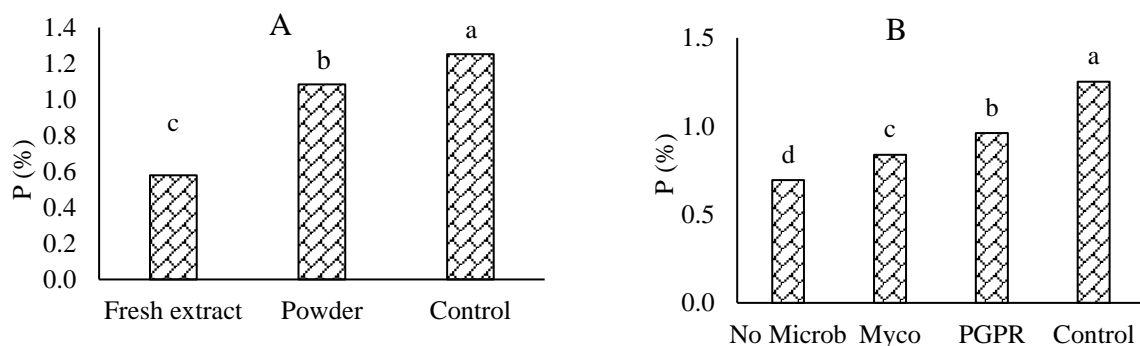 A
P (%)
1.4
1.2
1.0
0.8
0.6
0.4
0.2
0.0
c
b
a
Fresh extract Powder Control
B
P (%)
1.5
1.0
0.5
0.0
d
c
b
a
No Microb Myco PGPR Control